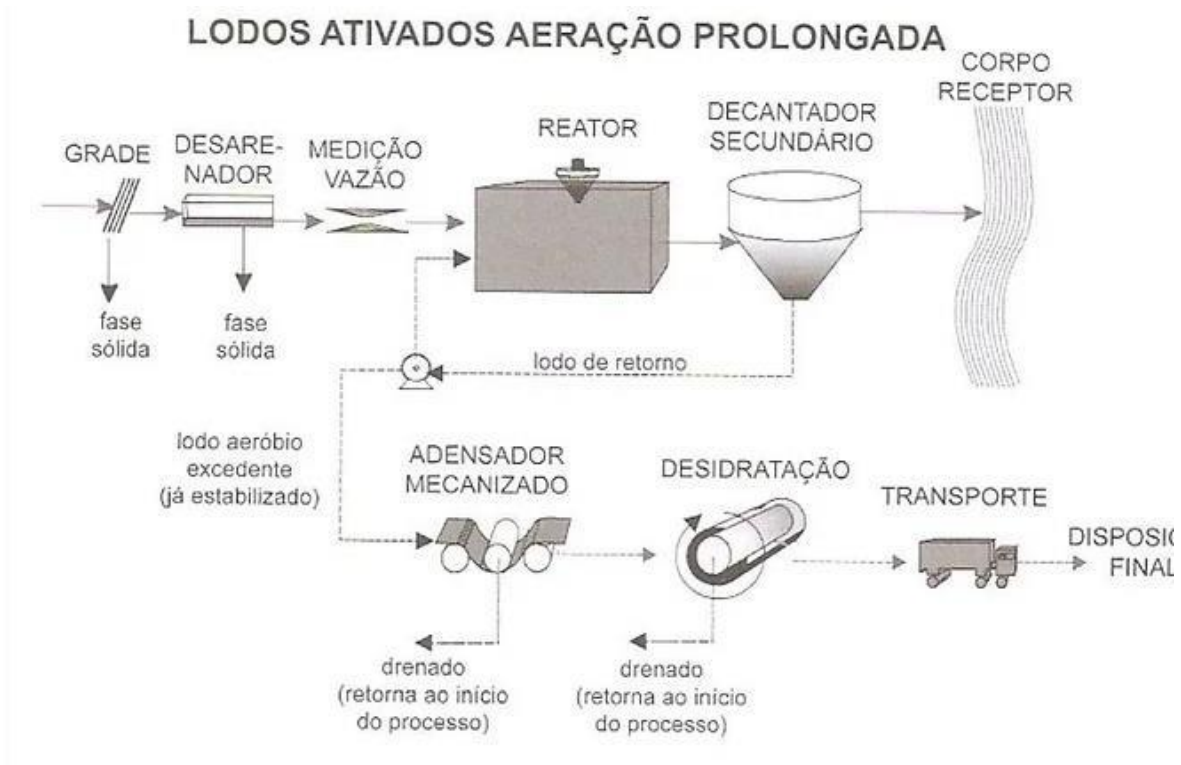 LODOS ATIVADOS AERAÇÃO PROLONGADA
CORPO
RECEPTOR
DECANTADOR
SECUNDÁRIO
REATOR
MEDIÇÃO
VAZÃO
DESARE-
NADOR
GRADE
fase
sólida
fase
sólida
lodo de retorno
lodo aeróbio
excedente
(já estabilizado)
ADENSADOR
MECANIZADO
DESIDRATAÇÃO
TRANSPORTE
DISPOSIÇ
FINAL
drenado
(retorna ao início
do processo)
drenado
(retorna ao início
do processo)